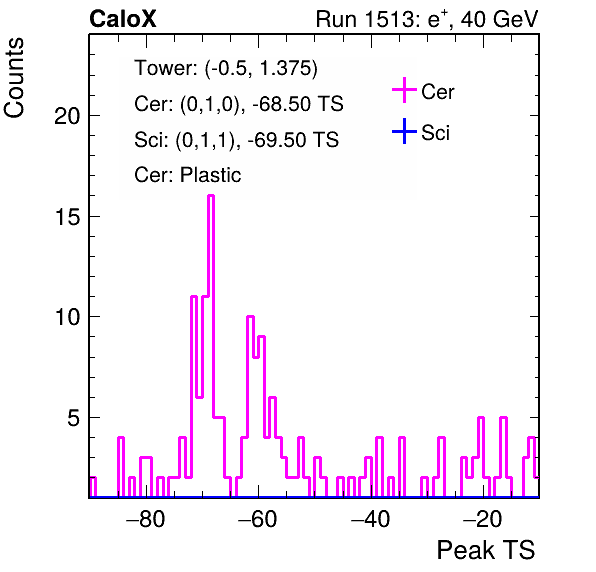 CaloX Run 1513: e⁺, 40 GeV
Counts
Tower: (-0.5, 1.375)
Cer: (0,1,0), -68.50 TS
Sci: (0,1,1), -69.50 TS
Cer: Plastic
Cer
Sci
20
15
10
5
−80 −60 −40 −20
Peak TS